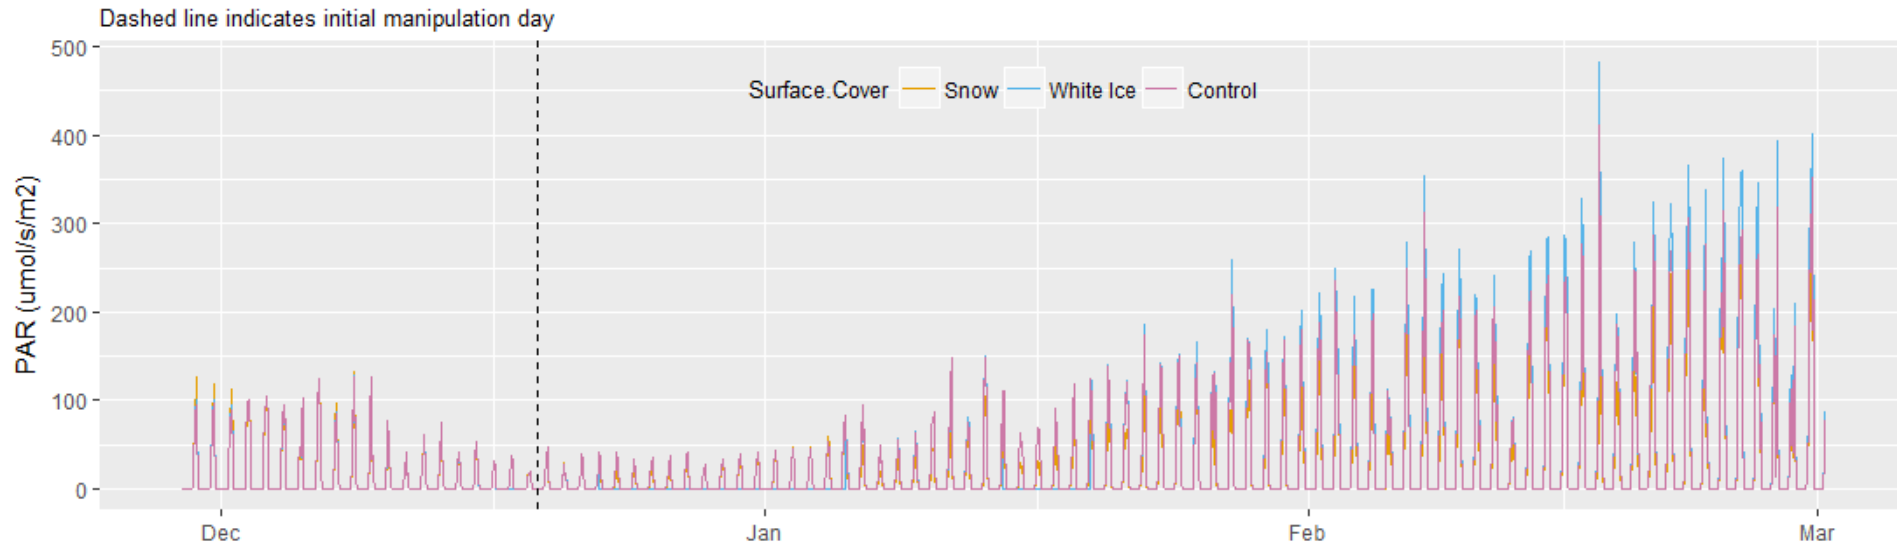 Dashed line indicates initial manipulation day
500
400
300
200
100
0
PAR (umol/s/m2)
Surface.Cover Snow White Ice Control
Dec Jan Feb Mar